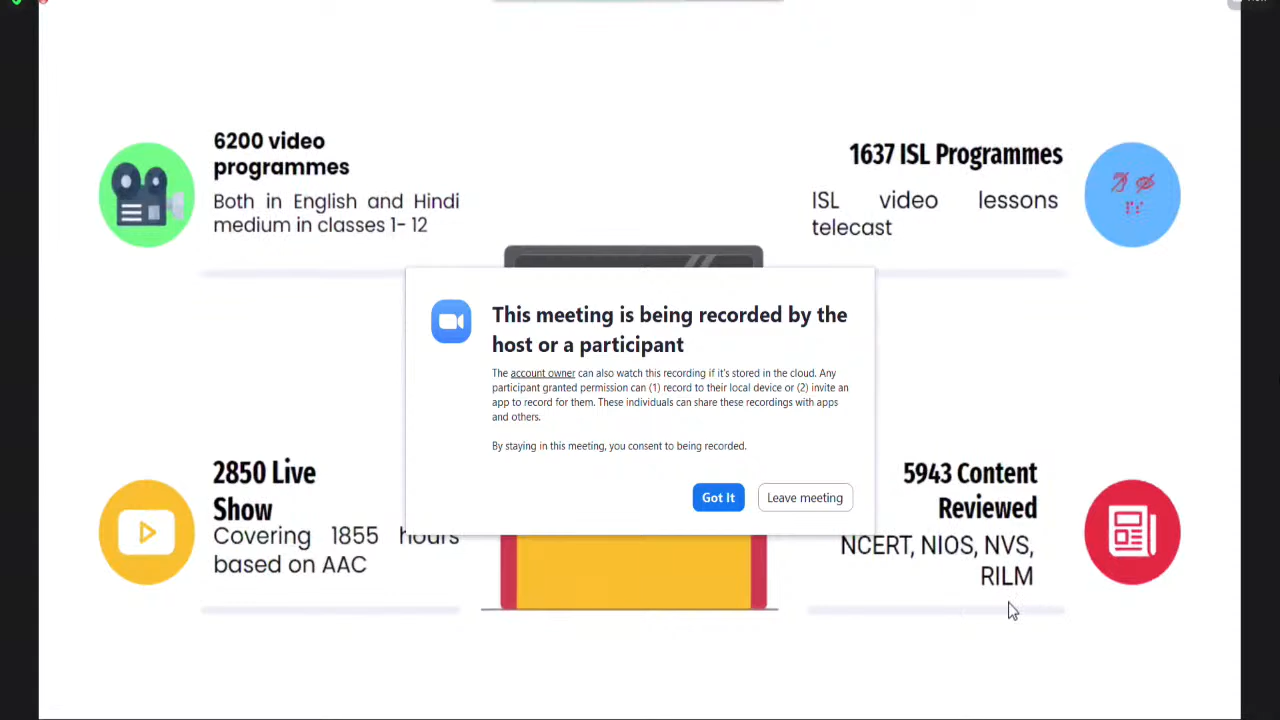 6200 video
programmes
Both in English and Hindi
medium in classes 1- 12
1637 ISL Programmes
ISL video lessons
telecast
This meeting is being recorded by the
host or a participant
The account owner can also watch this recording if it's stored in the cloud. Any
participant granted permission can (1) record to their local device or (2) invite an
app to record for them. These individuals can share these recordings with apps
and others.
By staying in this meeting, you consent to being recorded.
Got It
Leave meeting
2850 Live
Show
Covering 1855 hours
based on AAC
5943 Content
Reviewed
NCERT, NIOS, NVS,
RILM